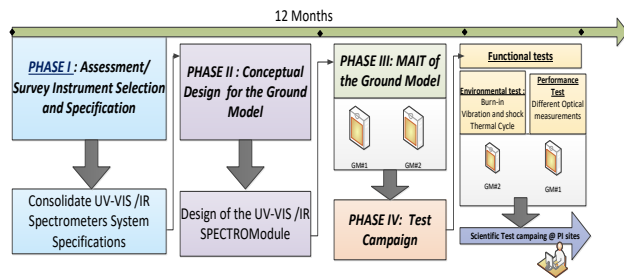 12 Months
PHASE I : Assessment/
Survey Instrument Selection
and Specification
Consolidate UV-VIS /IR
Spectrometers System
Specifications
PHASE II : Conceptual
Design for the Ground
Model
Design of the UV-VIS /IR
SPECTROModule
PHASE III: MAIT of
the Ground Model
GM#1
GM#2
PHASE IV: Test
Campaign
Functional tests
Environmental test :
Burn-in
Vibration and shock
Thermal Cycle
Performance
Test
Different Optical
measurements
GM#2
GM#1
Scientific Test campaing @ PI sites